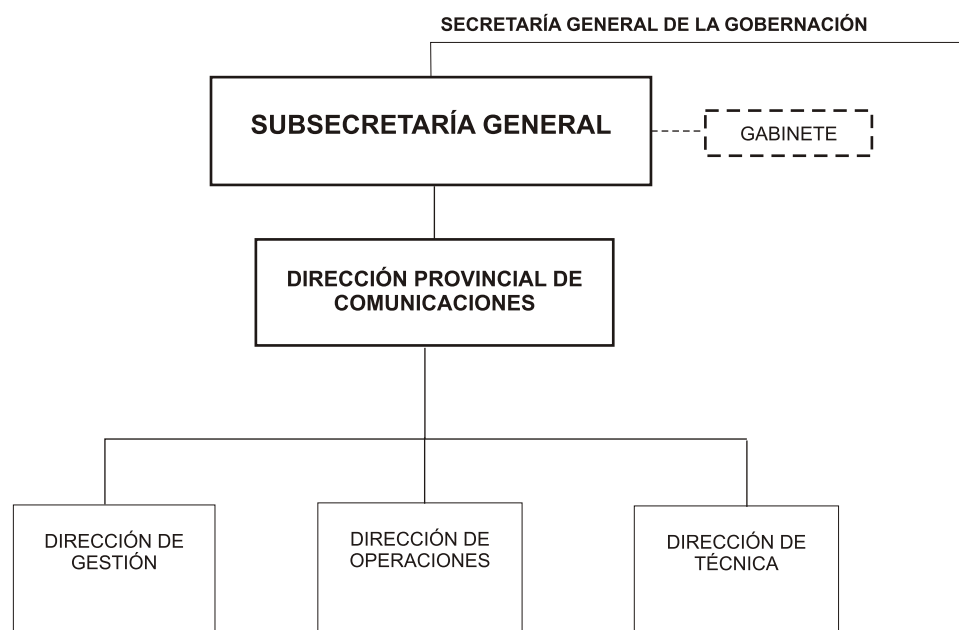 SECRETARÍA GENERAL DE LA GOBERNACIÓN
SUBSECRETARÍA GENERAL
GABINETE
DIRECCIÓN PROVINCIAL DE
COMUNICACIONES
DIRECCIÓN DE
GESTIÓN
DIRECCIÓN DE
OPERACIONES
DIRECCIÓN DE
TÉCNICA